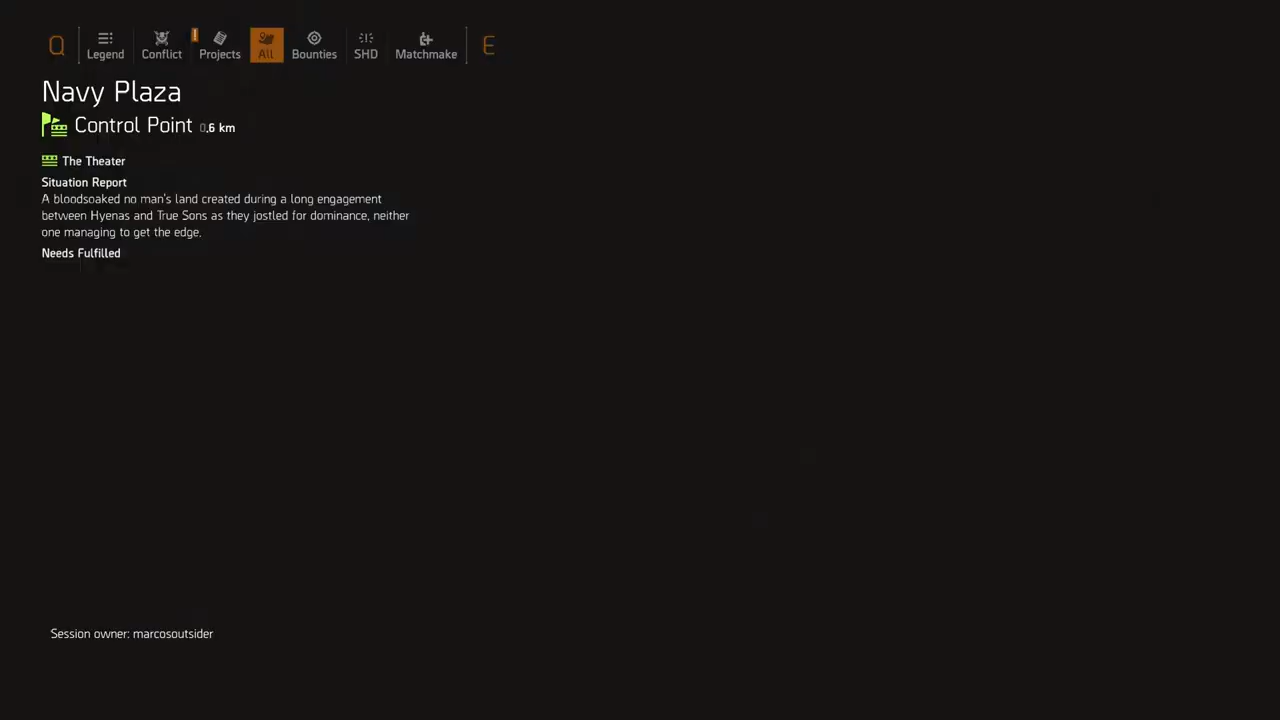 Q Legend Conflict Projects All Bounties SHD Matchmake E
Navy Plaza
Control Point 0.6 km
The Theater
Situation Report
A bloodsoaked no man's land created during a long engagement
between Hyenas and True Sons as they jostled for dominance, neither
one managing to get the edge.
Needs Fulfilled
Session owner: marcosoutsider